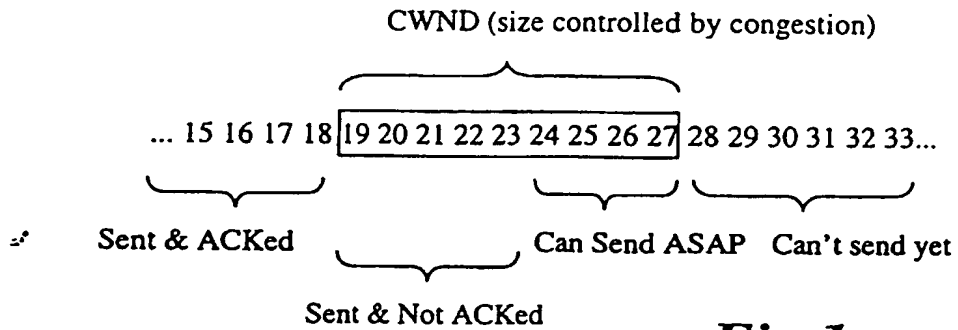 CWND (size controlled by congestion)
... 15 16 17 18 19 20 21 22 23 24 25 26 27 28 29 30 31 32 33...
Sent & ACKed
Can Send ASAP
Can't send yet
Sent & Not ACKed